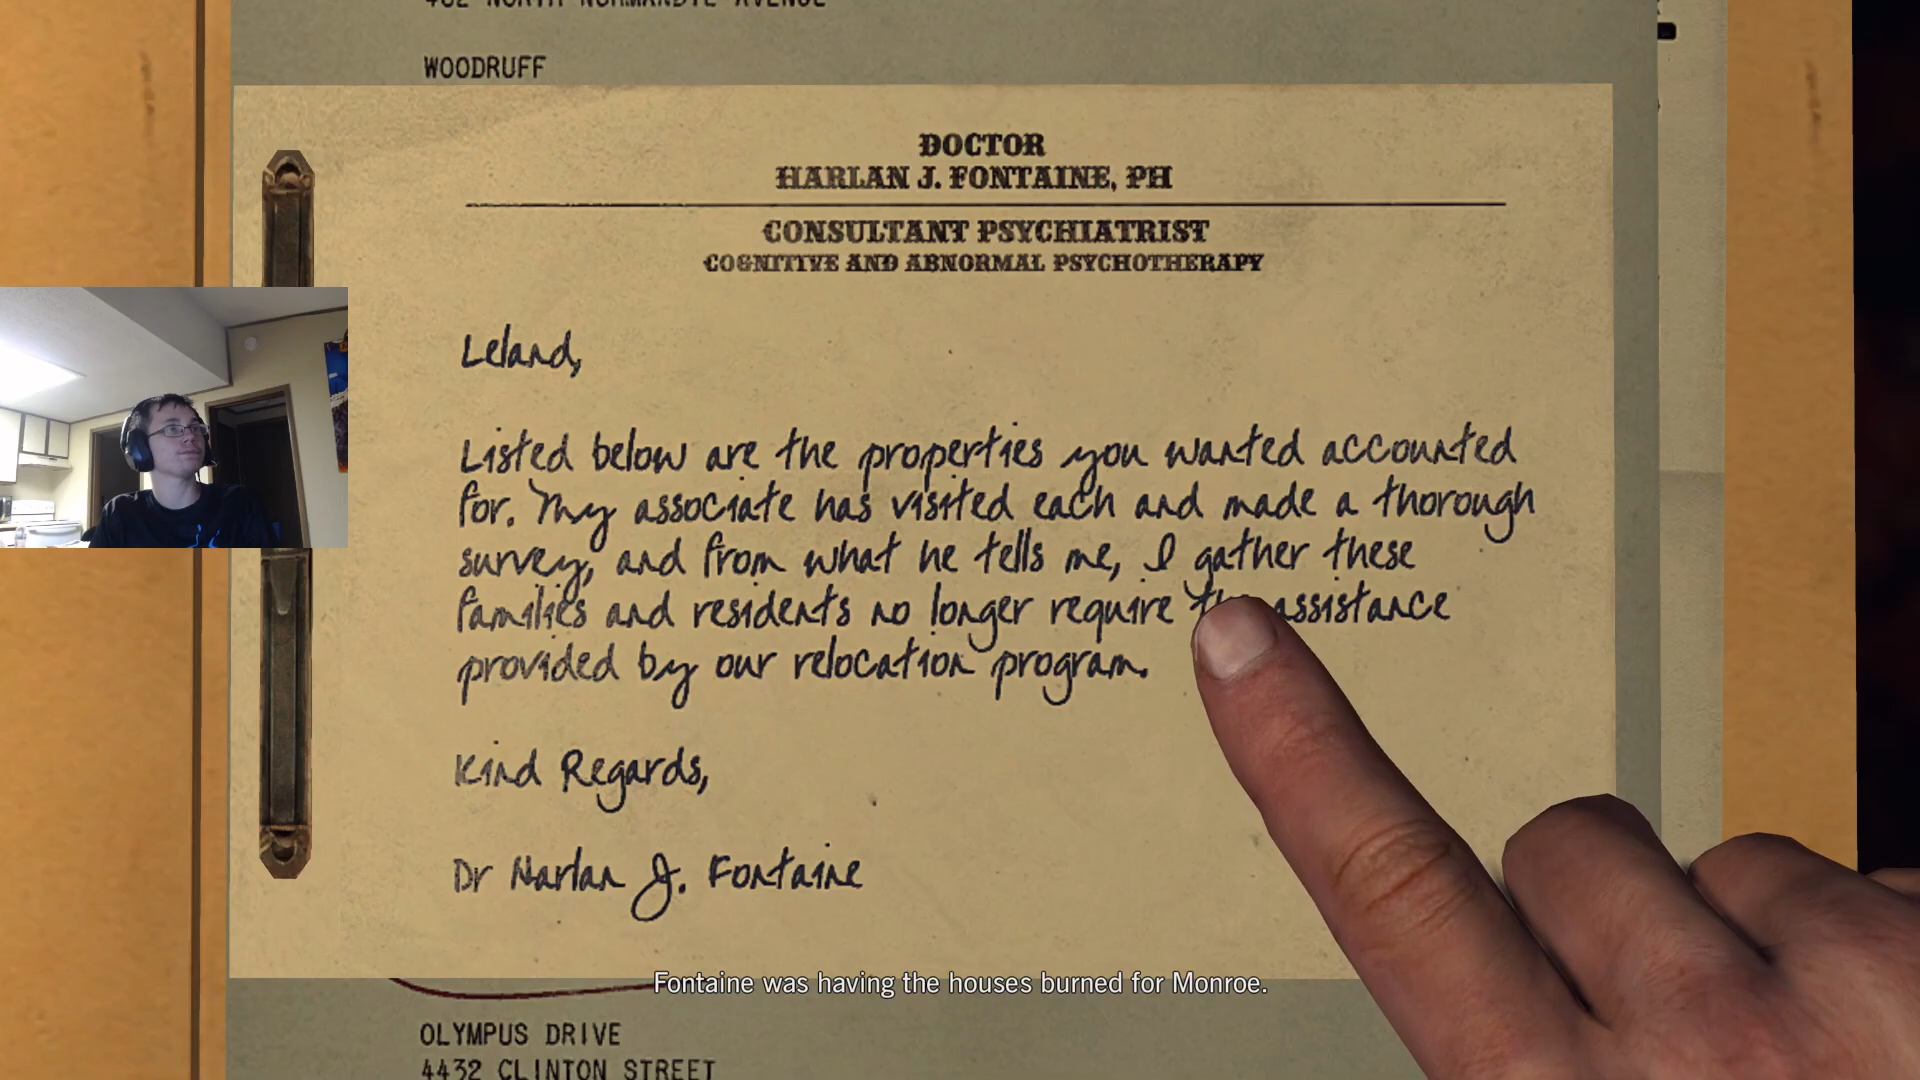 WOODRUFF
DOCTOR
HARLAN J. FONTAINE, PH
CONSULTANT PSYCHIATRIST
COGNITIVE AND ABNORMAL PSYCHOTHERAPY
Leland,
Listed below are the properties you wanted accounted
for. My associate has visited each and made a thorough
survey, and from what he tells me, I gather these
families and residents no longer require the assistance
provided by our relocation program.
Kind Regards,
Dr Harlan J. Fontaine
Fontaine was having the houses burned for Monroe.
OLYMPUS DRIVE
4432 CLINTON STREET